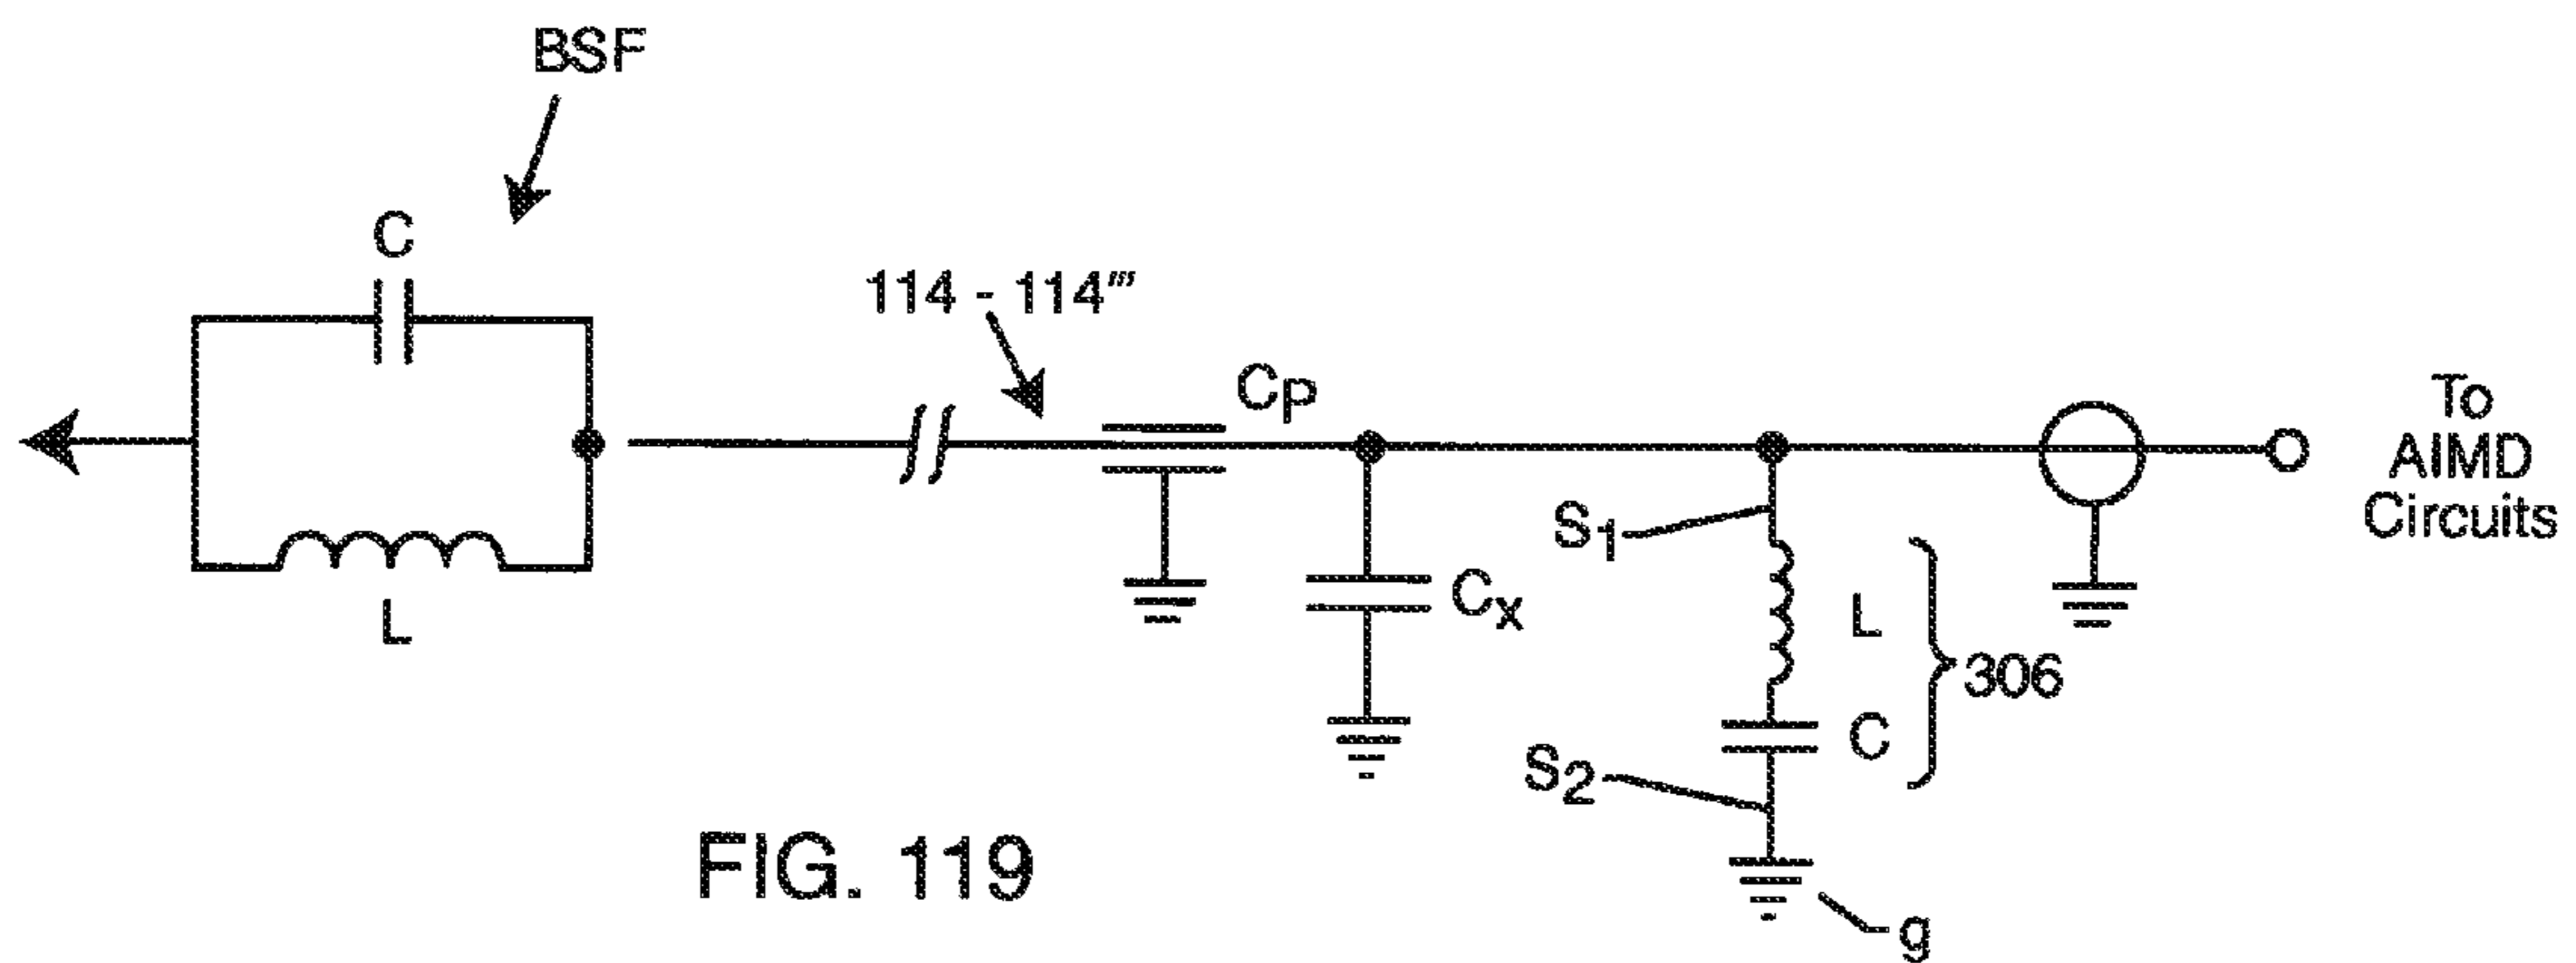 BSF
C
L
114 - 114‴
CP
Cx
S1
L
C
306
S2
g
To
AIMD
Circuits
FIG. 119